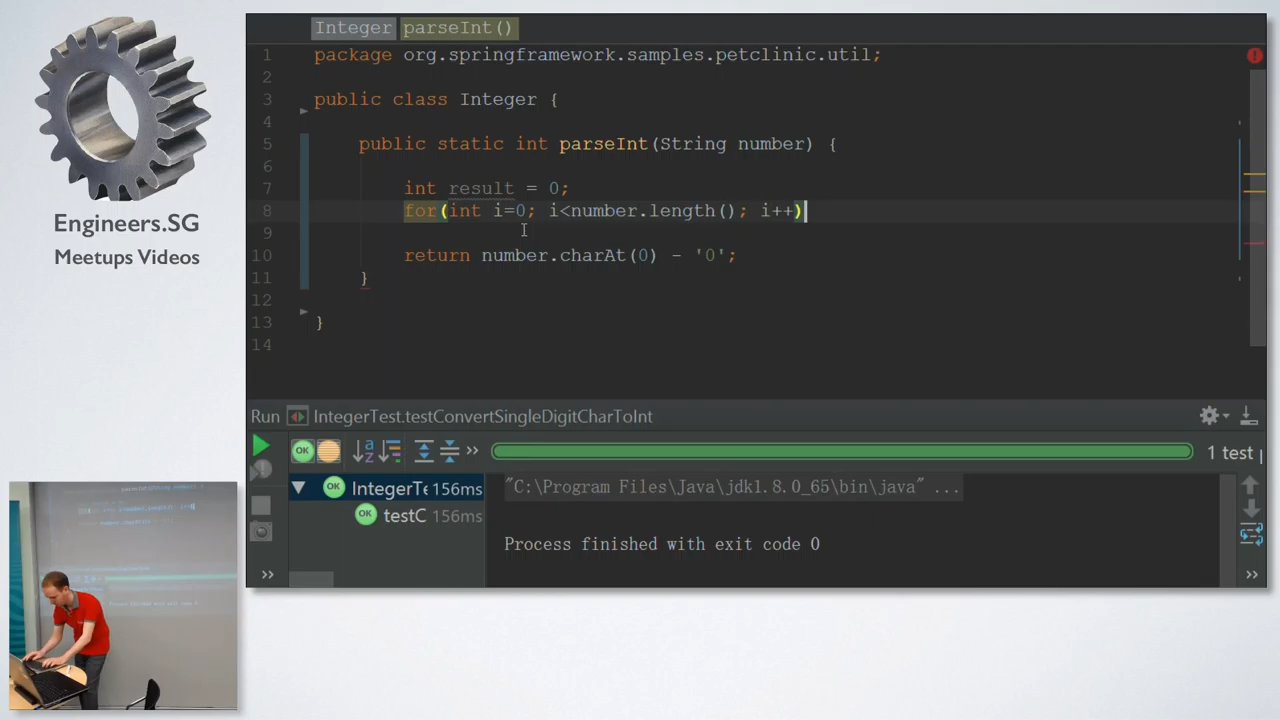 Engineers.SG
Meetups Videos
Integer parseInt()
1 package org.springframework.samples.petclinic.util;
2
3 public class Integer {
4
5 public static int parseInt(String number) {
6
7 int result = 0;
8 for(int i=0; i<number.length(); i++)
9
10 return number.charAt(0) - '0';
11 }
12
13 }
14
Run IntegerTest.testConvertSingleDigitCharToInt
OK 1 test
OK IntegerTe 156ms
OK testC 156ms
"C:\Program Files\Java\jdk1.8.0_65\bin\java" ...
Process finished with exit code 0